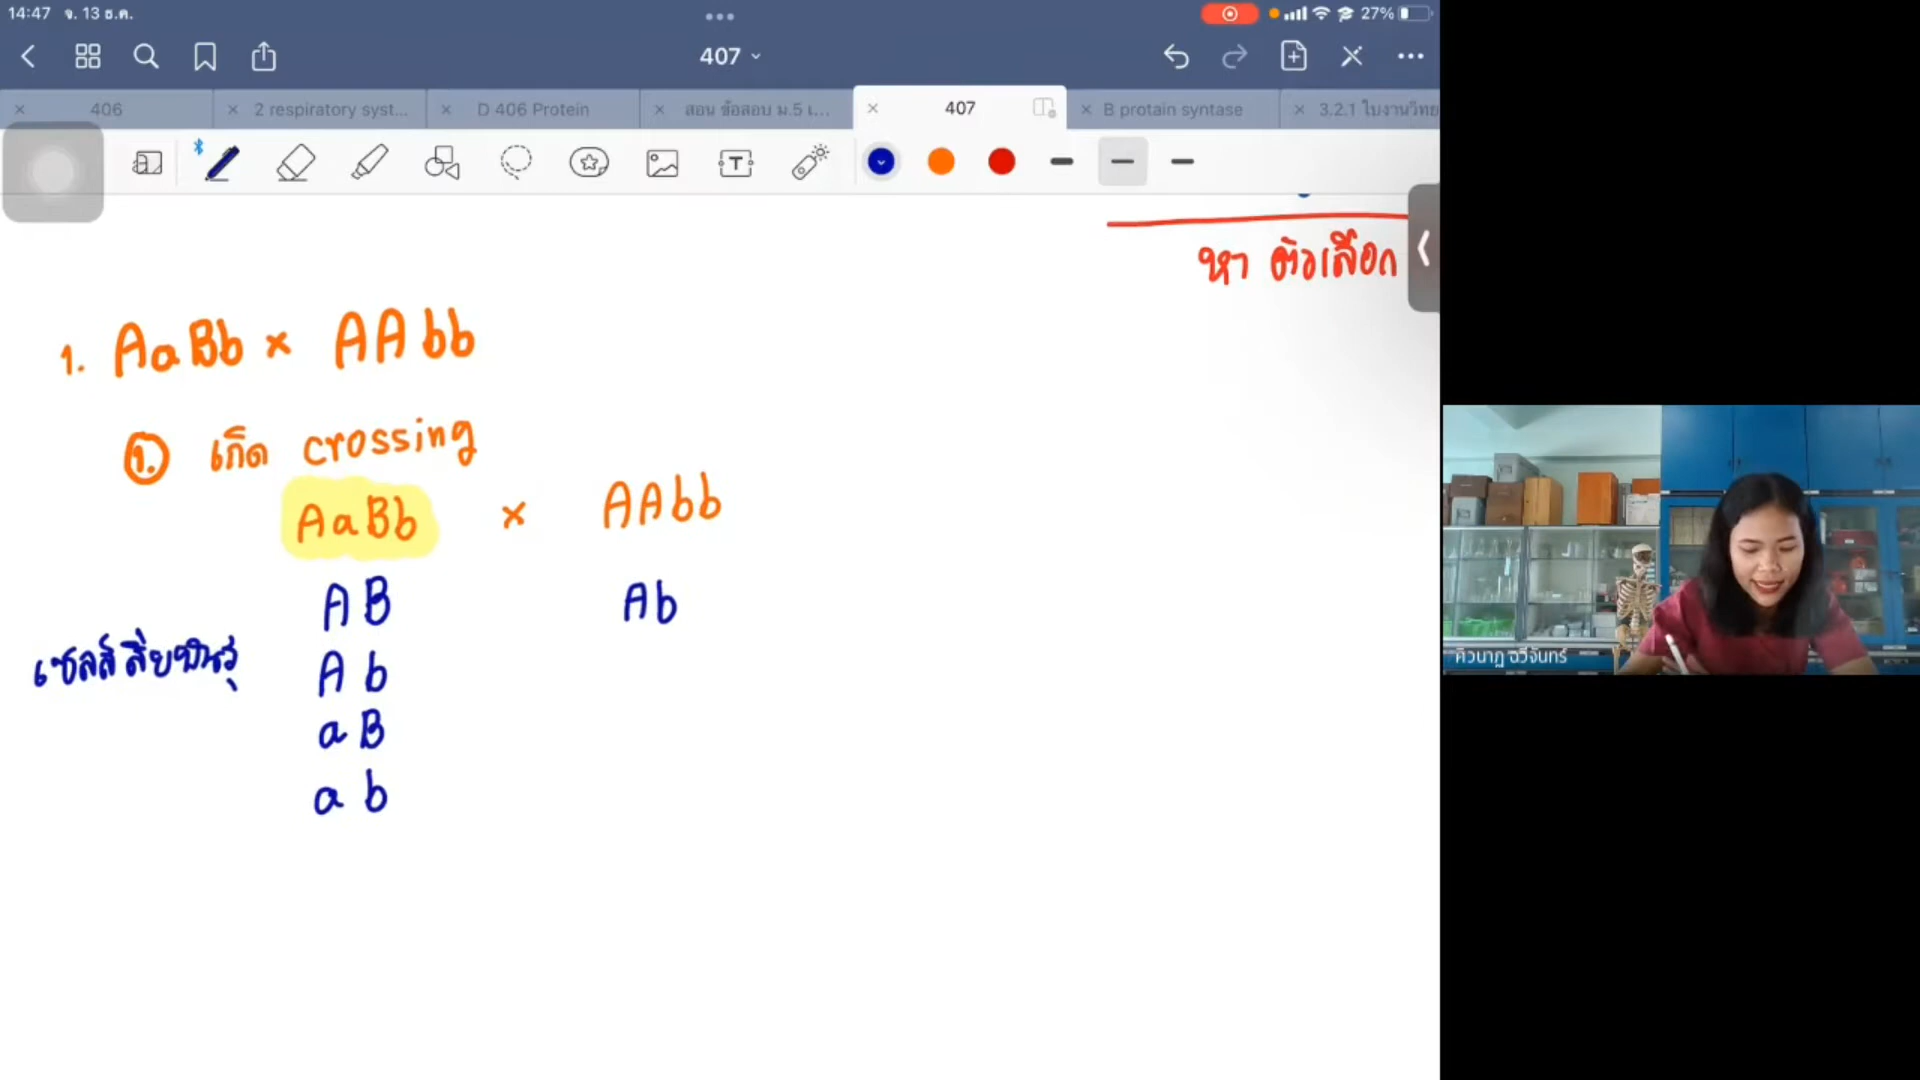 14:47 จ. 13 ธ.ค.
27%
407
406
2 respiratory syst...
D 406 Protein
สอน ข้อสอบ ม.5 เ...
407
B protain syntase
3.2.1 ใบงานวิทย
หา ตัวเลือก
1. AaBb × AAbb
1. เกิด crossing
AaBb × AAbb
AB Ab
เซลล์สืบพันธุ์
Ab
aB
ab
ศิวนาฏ ฉวีจันทร์